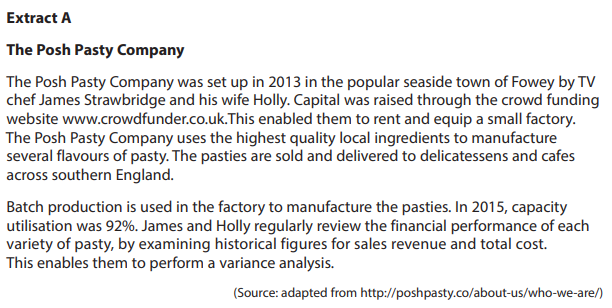 Extract A
The Posh Pasty Company
The Posh Pasty Company was set up in 2013 in the popular seaside town of Fowey by TV
chef James Strawbridge and his wife Holly. Capital was raised through the crowd funding
website www.crowdfunder.co.uk.This enabled them to rent and equip a small factory.
The Posh Pasty Company uses the highest quality local ingredients to manufacture
several flavours of pasty. The pasties are sold and delivered to delicatessens and cafes
across southern England.
Batch production is used in the factory to manufacture the pasties. In 2015, capacity
utilisation was 92%. James and Holly regularly review the financial performance of each
variety of pasty, by examining historical figures for sales revenue and total cost.
This enables them to perform a variance analysis.
(Source: adapted from http://poshpasty.co/about-us/who-we-are/)